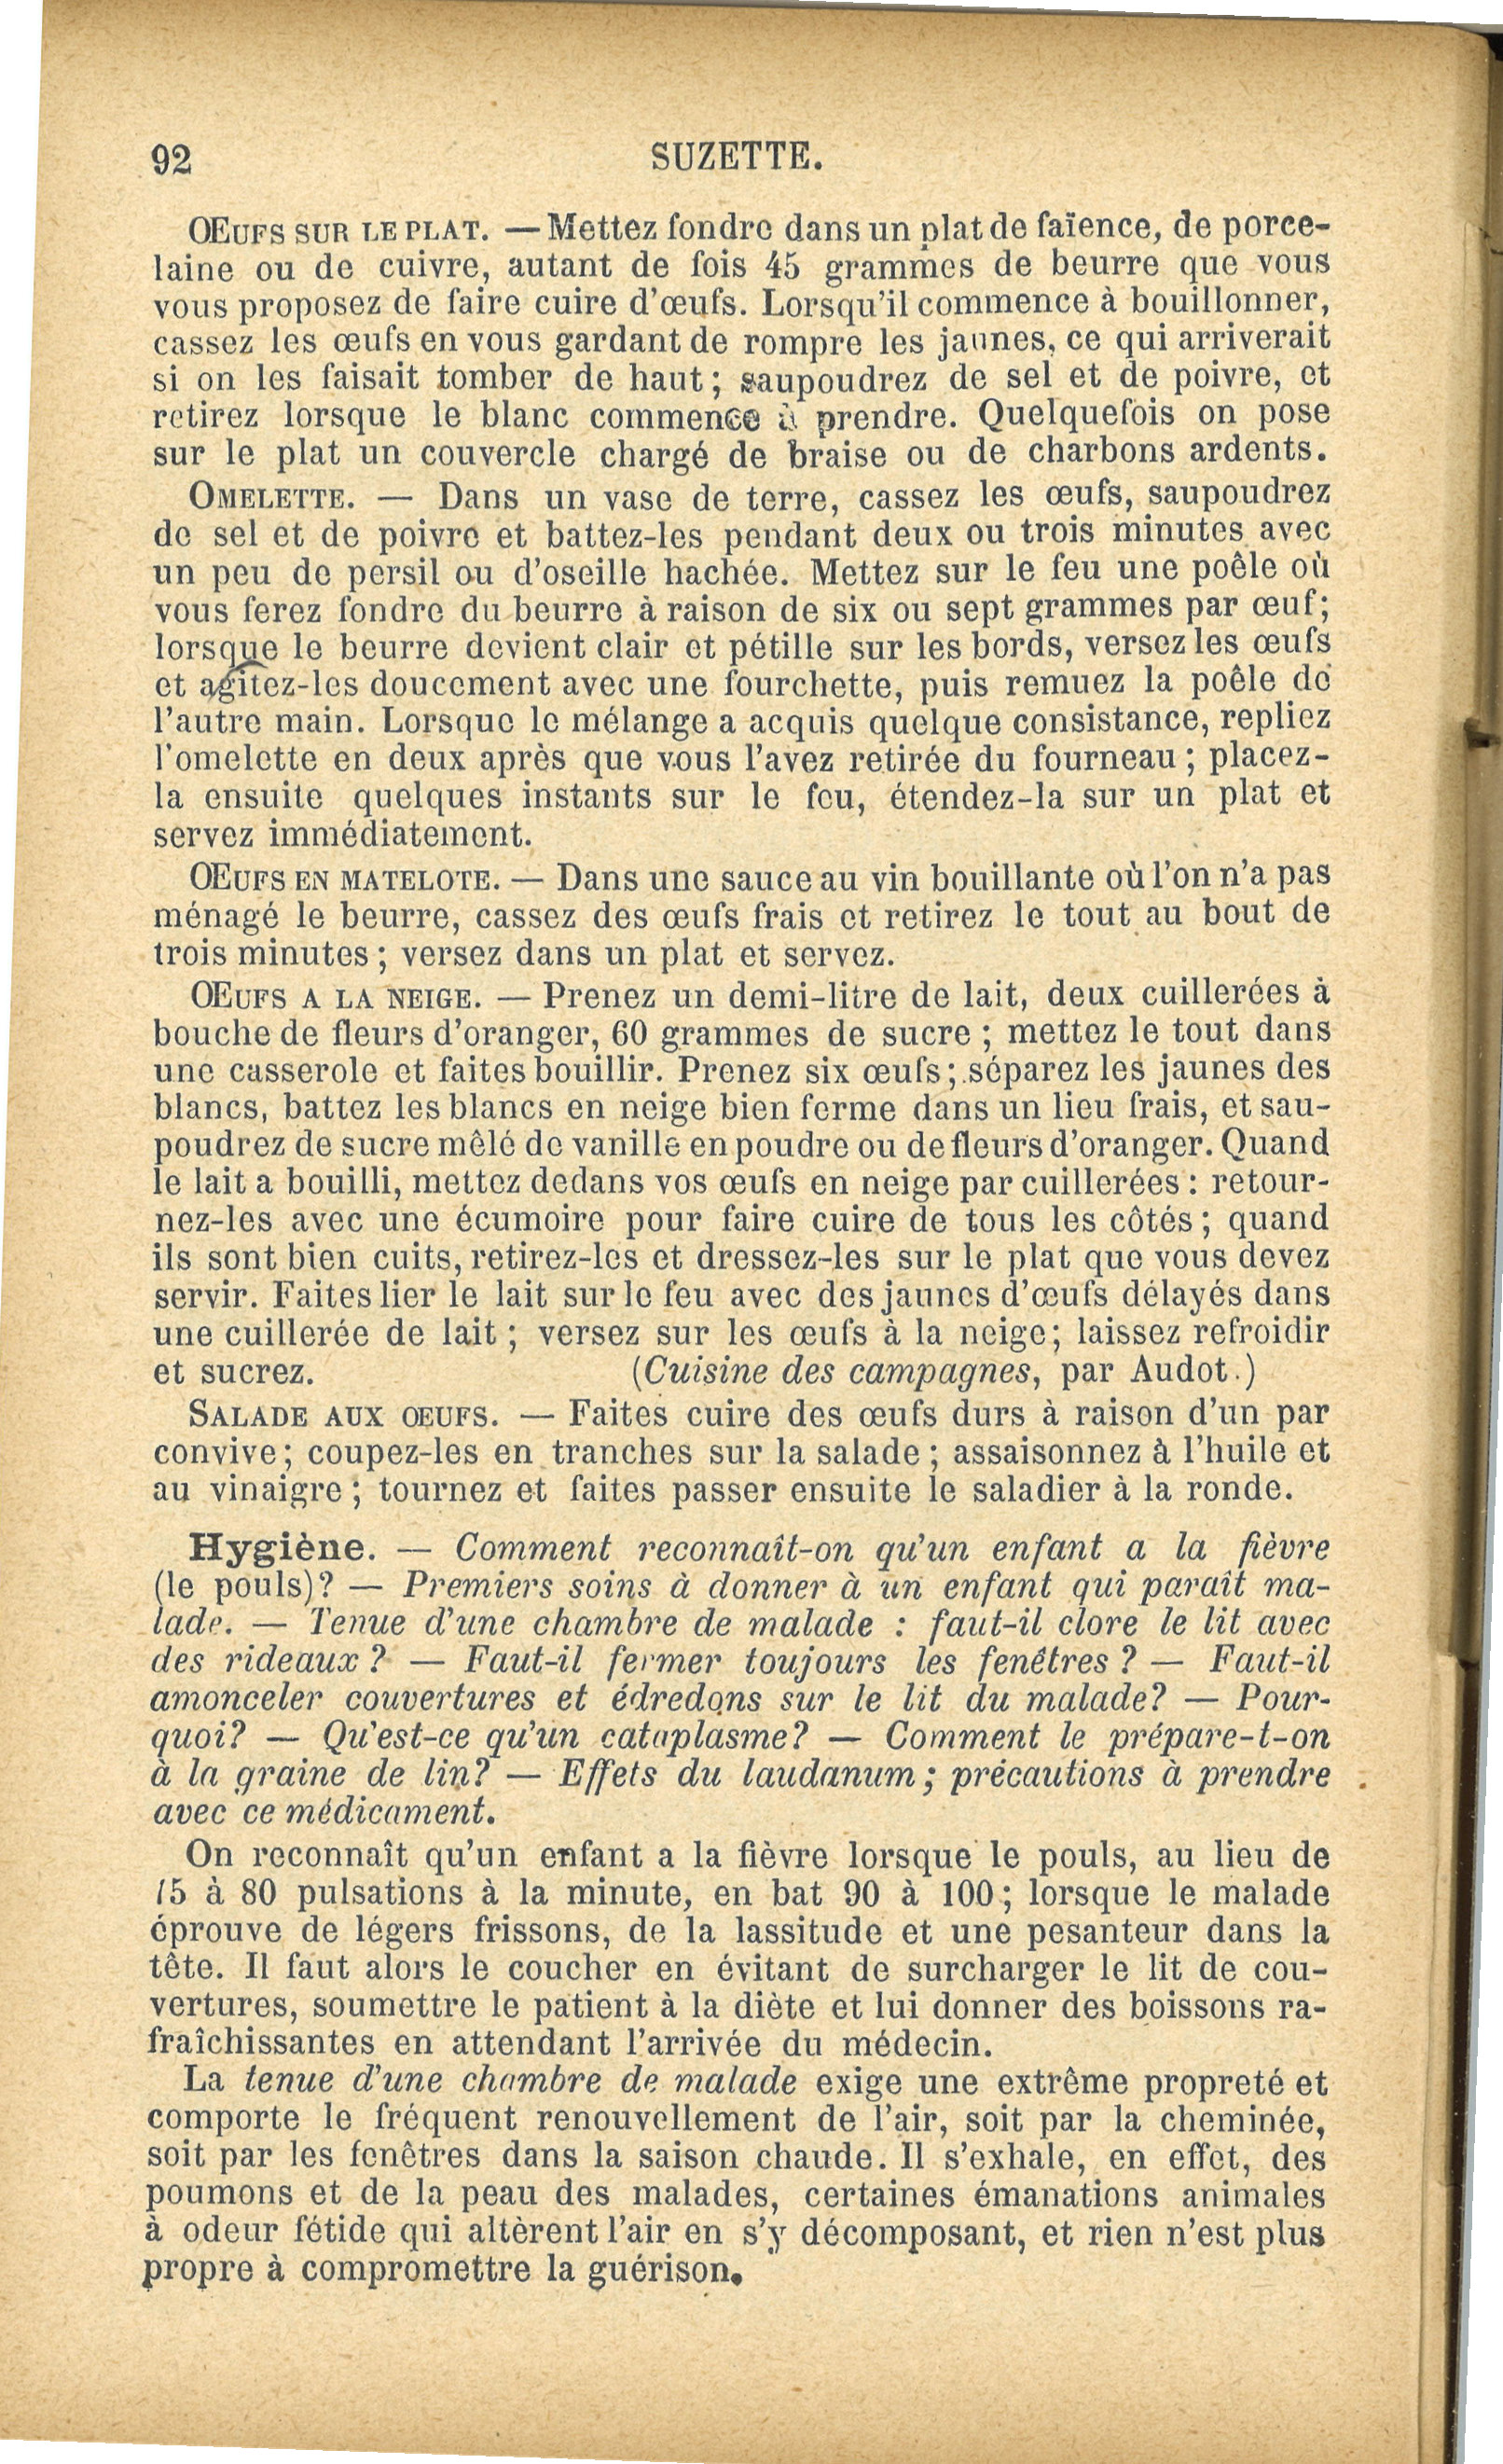 92 SUZETTE.
OEUFS SUR LE PLAT. — Mettez fondre dans un plat de faïence, de porce-
laine ou de cuivre, autant de fois 45 grammes de beurre que vous
vous proposez de faire cuire d'œufs. Lorsqu'il commence à bouillonner,
cassez les œufs en vous gardant de rompre les jaunes, ce qui arriverait
si on les faisait tomber de haut ; saupoudrez de sel et de poivre, et
retirez lorsque le blanc commence à prendre. Quelquefois on pose
sur le plat un couvercle chargé de braise ou de charbons ardents.
OMELETTE. — Dans un vase de terre, cassez les œufs, saupoudrez
de sel et de poivre et battez-les pendant deux ou trois minutes avec
un peu de persil ou d'oseille hachée. Mettez sur le feu une poêle où
vous ferez fondre du beurre à raison de six ou sept grammes par œuf ;
lorsque le beurre devient clair et pétille sur les bords, versez les œufs
et agitez-les doucement avec une fourchette, puis remuez la poêle de
l'autre main. Lorsque le mélange a acquis quelque consistance, repliez
l'omelette en deux après que vous l'avez retirée du fourneau ; placez-
la ensuite quelques instants sur le feu, étendez-la sur un plat et
servez immédiatement.
OEUFS EN MATELOTE. — Dans une sauce au vin bouillante où l'on n'a pas
ménagé le beurre, cassez des œufs frais et retirez le tout au bout de
trois minutes ; versez dans un plat et servez.
OEUFS A LA NEIGE. — Prenez un demi-litre de lait, deux cuillerées à
bouche de fleurs d'oranger, 60 grammes de sucre ; mettez le tout dans
une casserole et faites bouillir. Prenez six œufs ; séparez les jaunes des
blancs, battez les blancs en neige bien ferme dans un lieu frais, et sau-
poudrez de sucre mêlé de vanille en poudre ou de fleurs d'oranger. Quand
le lait a bouilli, mettez dedans vos œufs en neige par cuillerées : retour-
nez-les avec une écumoire pour faire cuire de tous les côtés ; quand
ils sont bien cuits, retirez-les et dressez-les sur le plat que vous devez
servir. Faites lier le lait sur le feu avec des jaunes d'œufs délayés dans
une cuillerée de lait ; versez sur les œufs à la neige ; laissez refroidir
et sucrez. (Cuisine des campagnes, par Audot.)
SALADE AUX OEUFS. — Faites cuire des œufs durs à raison d'un par
convive ; coupez-les en tranches sur la salade ; assaisonnez à l'huile et
au vinaigre ; tournez et faites passer ensuite le saladier à la ronde.
Hygiène. — Comment reconnaît-on qu'un enfant a la fièvre
(le pouls) ? — Premiers soins à donner à un enfant qui paraît ma-
lade. — Tenue d'une chambre de malade : faut-il clore le lit avec
des rideaux ? — Faut-il fermer toujours les fenêtres ? — Faut-il
amonceler couvertures et édredons sur le lit du malade ? — Pour-
quoi ? — Qu'est-ce qu'un cataplasme ? — Comment le prépare-t-on
à la graine de lin ? — Effets du laudanum ; précautions à prendre
avec ce médicament.
On reconnaît qu'un enfant a la fièvre lorsque le pouls, au lieu de
75 à 80 pulsations à la minute, en bat 90 à 100 ; lorsque le malade
éprouve de légers frissons, de la lassitude et une pesanteur dans la
tête. Il faut alors le coucher en évitant de surcharger le lit de cou-
vertures, soumettre le patient à la diète et lui donner des boissons ra-
fraîchissantes en attendant l'arrivée du médecin.
La tenue d'une chambre de malade exige une extrême propreté et
comporte le fréquent renouvellement de l'air, soit par la cheminée,
soit par les fenêtres dans la saison chaude. Il s'exhale, en effet, des
poumons et de la peau des malades, certaines émanations animales
à odeur fétide qui altèrent l'air en s'y décomposant, et rien n'est plus
propre à compromettre la guérison.